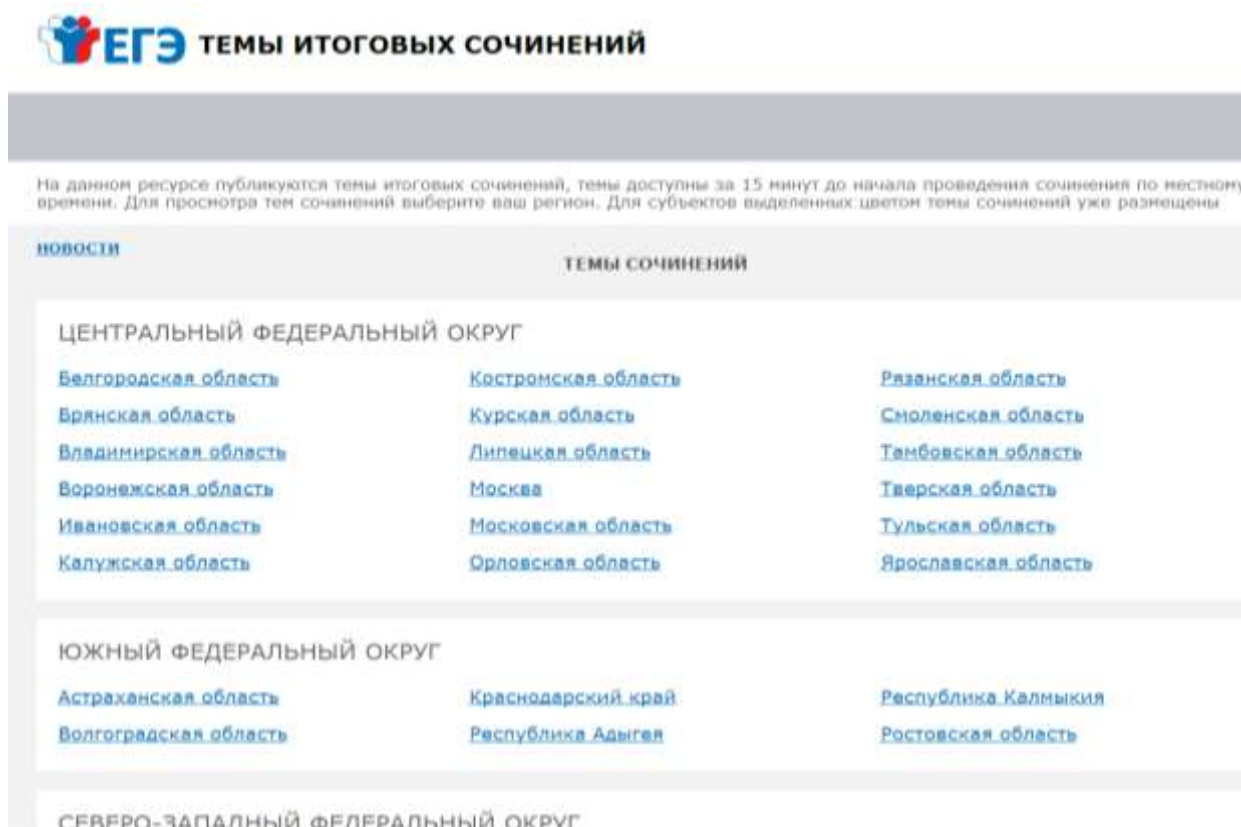 ЕГЭ ТЕМЫ ИТОГОВЫХ СОЧИНЕНИЙ
На данном ресурсе публикуются темы итоговых сочинений, темы доступны за 15 минут до начала проведения сочинения по местному
времени. Для просмотра тем сочинений выберите ваш регион. Для субъектов выделенных цветом темы сочинений уже размещены
НОВОСТИ
ТЕМЫ СОЧИНЕНИЙ
ЦЕНТРАЛЬНЫЙ ФЕДЕРАЛЬНЫЙ ОКРУГ
Белгородская область Костромская область Рязанская область
Брянская область Курская область Смоленская область
Владимирская область Липецкая область Тамбовская область
Воронежская область Москва Тверская область
Ивановская область Московская область Тульская область
Калужская область Орловская область Ярославская область
ЮЖНЫЙ ФЕДЕРАЛЬНЫЙ ОКРУГ
Астраханская область Краснодарский край Республика Калмыкия
Волгоградская область Республика Адыгея Ростовская область
СЕВЕРО-ЗАПАДНЫЙ ФЕДЕРАЛЬНЫЙ ОКРУГ